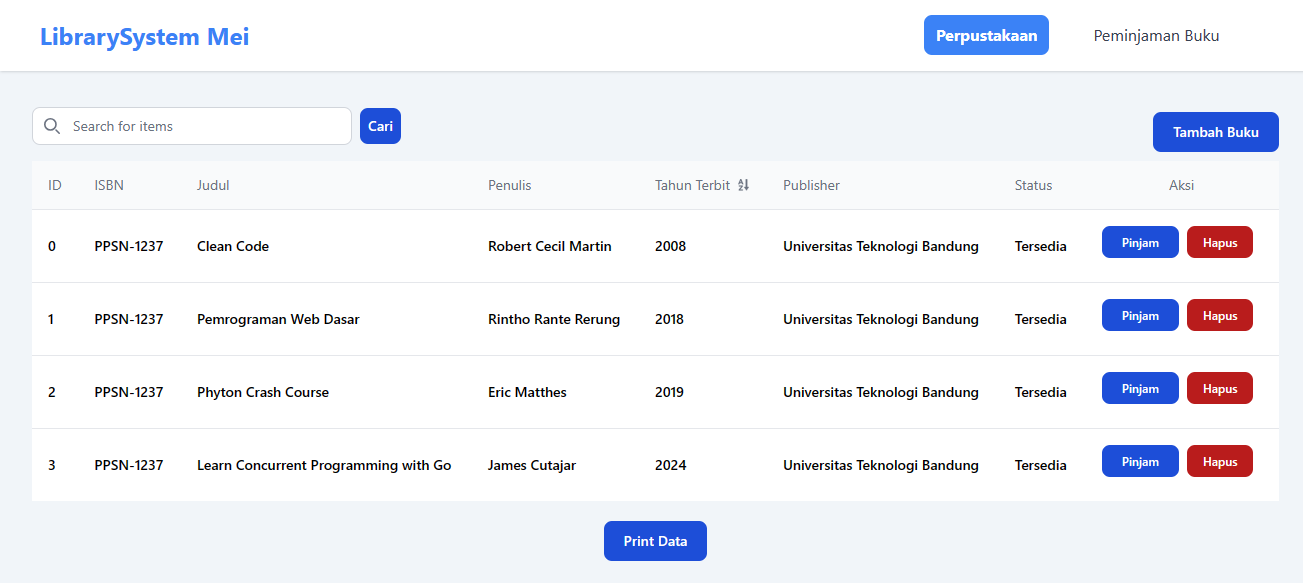 LibrarySystem Mei Perpustakaan Peminjaman Buku
Search for items Cari Tambah Buku
ID ISBN Judul Penulis Tahun Terbit Publisher Status Aksi
0 PPSN-1237 Clean Code Robert Cecil Martin 2008 Universitas Teknologi Bandung Tersedia Pinjam Hapus
1 PPSN-1237 Pemrograman Web Dasar Rintho Rante Rerung 2018 Universitas Teknologi Bandung Tersedia Pinjam Hapus
2 PPSN-1237 Phyton Crash Course Eric Matthes 2019 Universitas Teknologi Bandung Tersedia Pinjam Hapus
3 PPSN-1237 Learn Concurrent Programming with Go James Cutajar 2024 Universitas Teknologi Bandung Tersedia Pinjam Hapus
Print Data